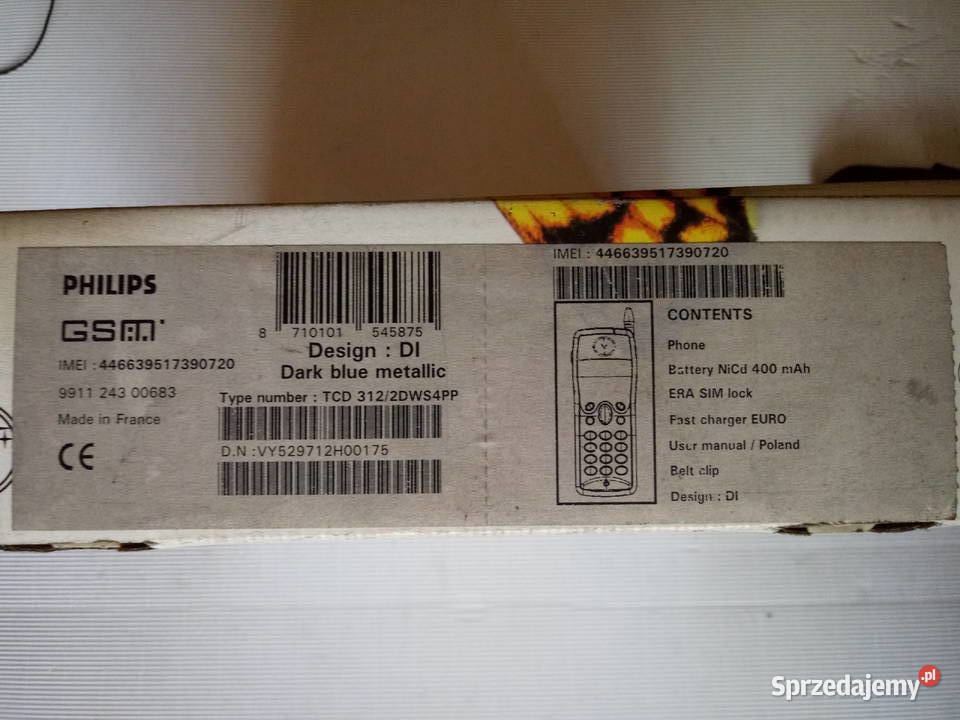 PHILIPS
GSM
IMEI : 446639517390720
9911 243 00683
Made in France
CE
8 710101 545875
Design : DI
Dark blue metallic
Type number : TCD 312/2DWS4PP
D.N :VY529712H00175
IMEI : 446639517390720
CONTENTS
Phone
Battery NiCd 400 mAh
ERA SIM lock
Fast charger EURO
User manual / Poland
Belt clip
Design : DI
Sprzedajemy.pl